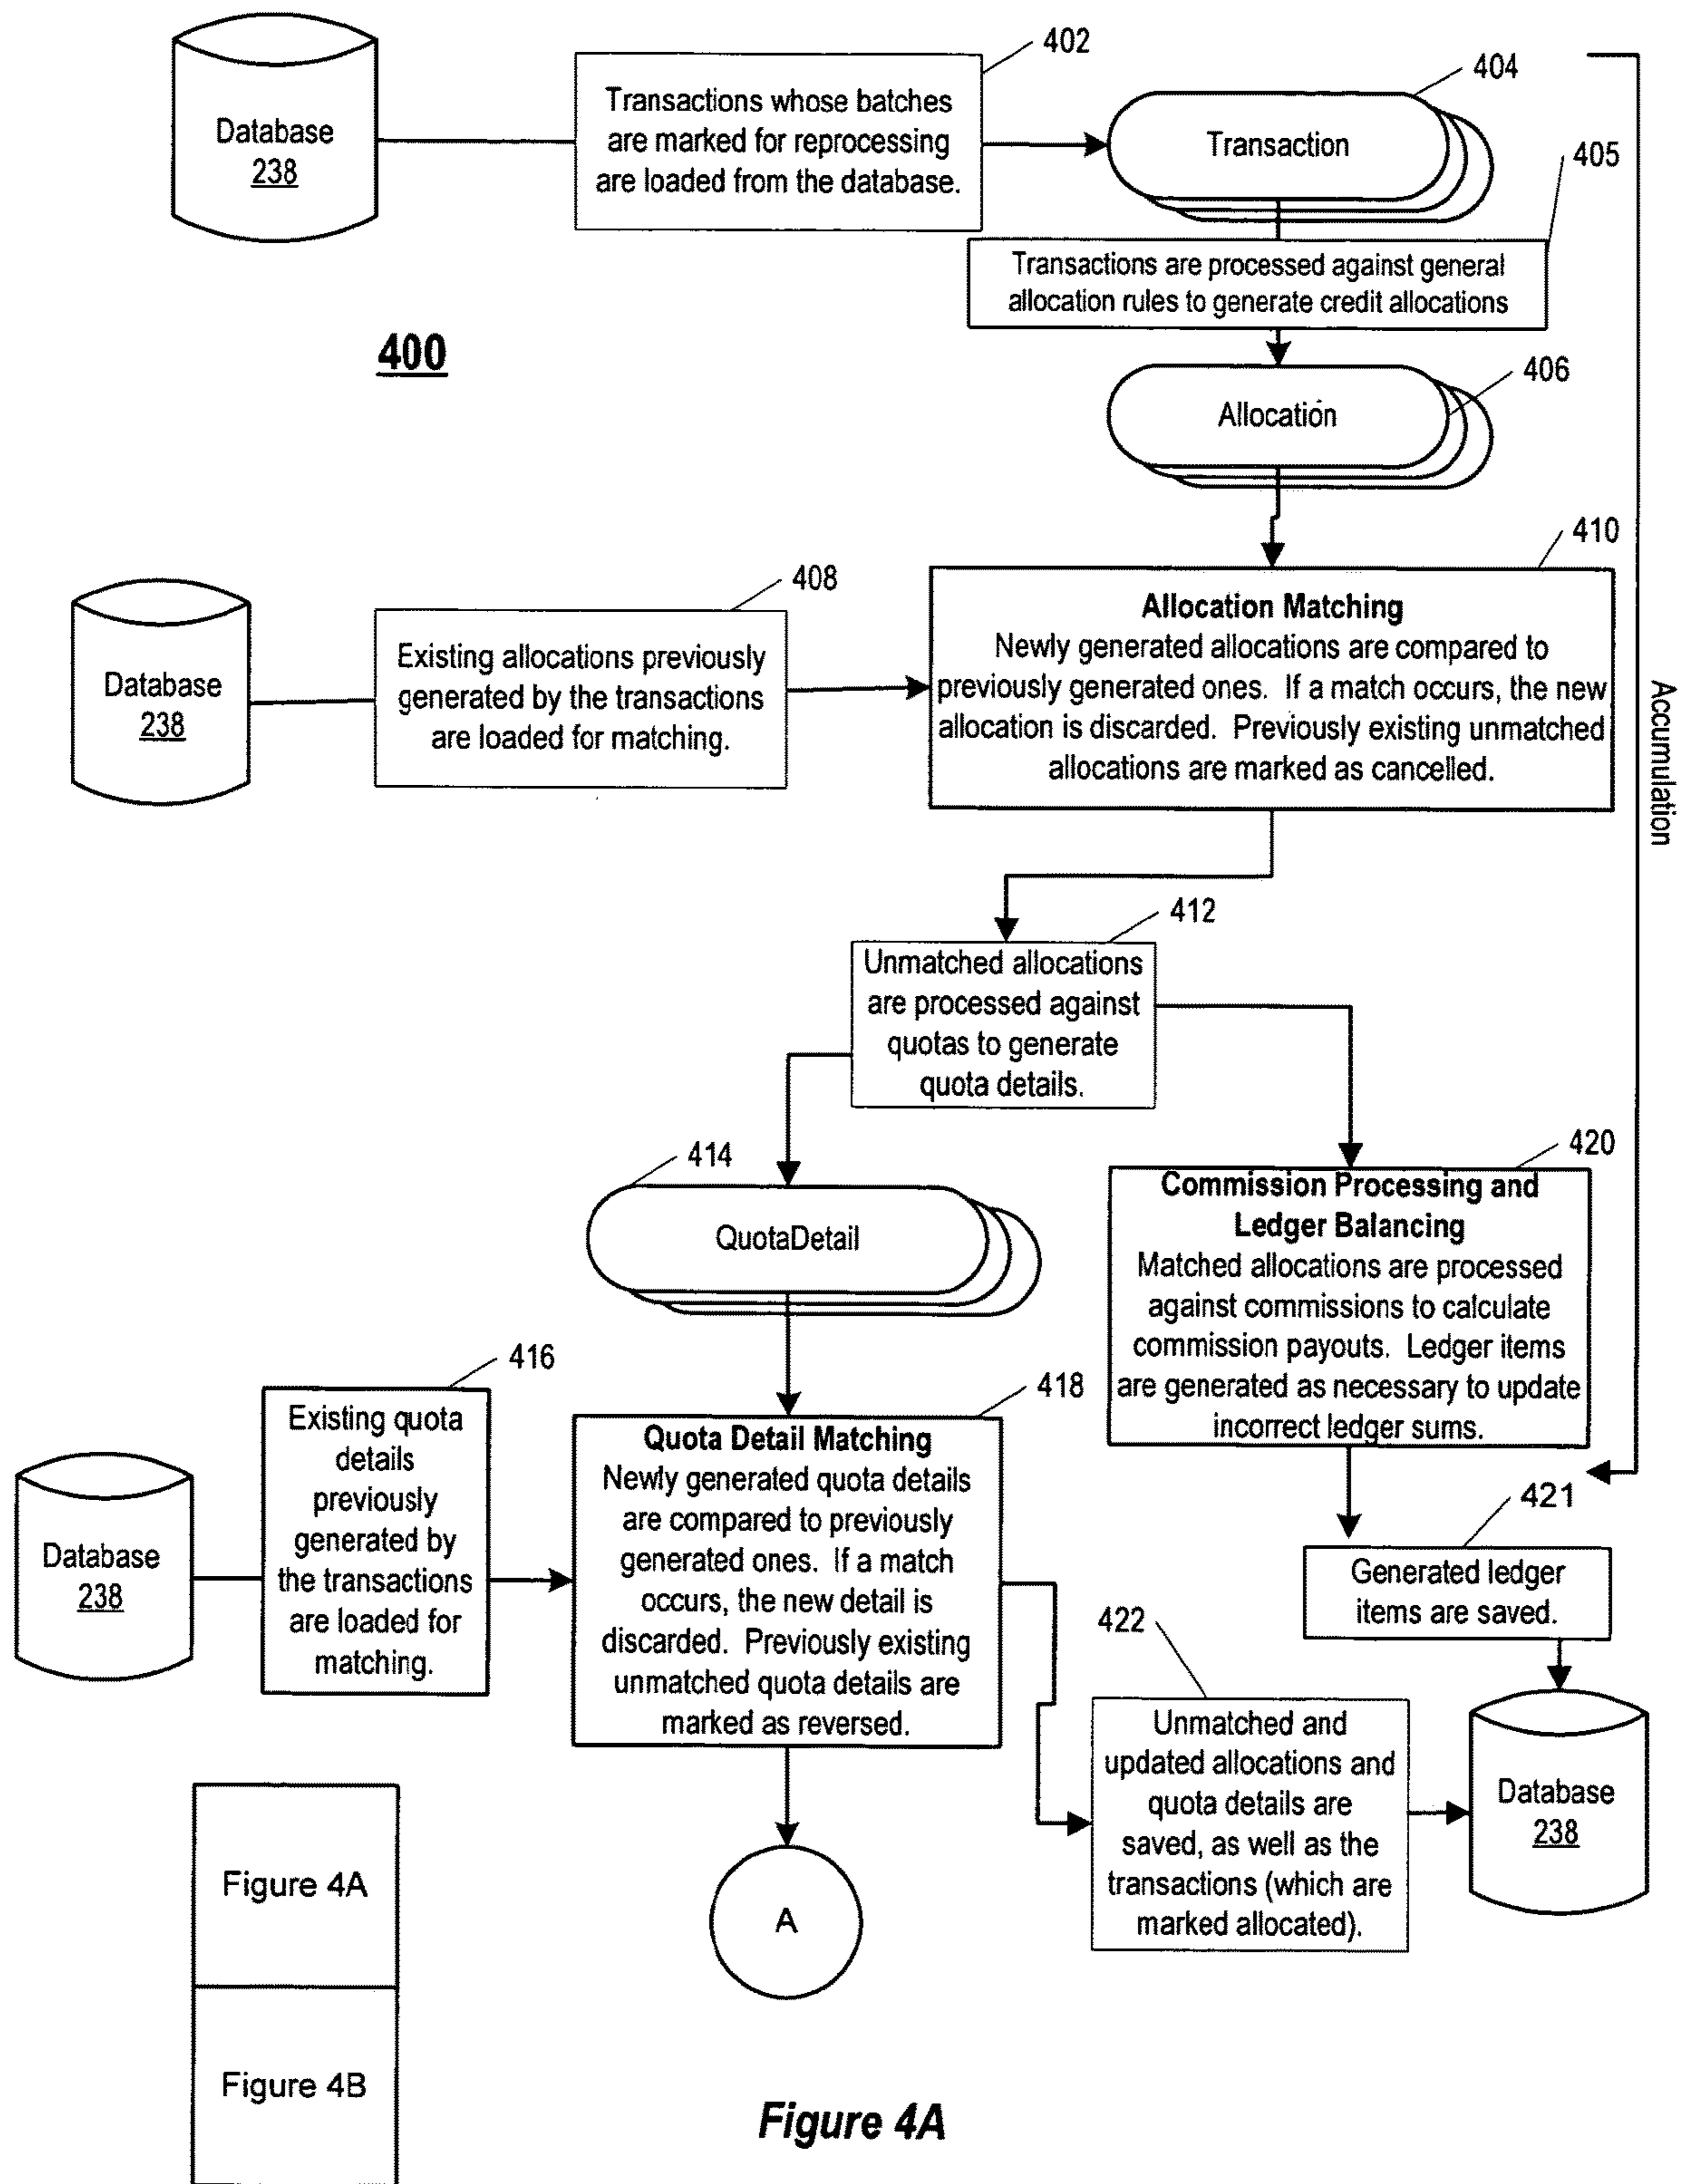 402
404
Database
238
Transactions whose batches
are marked for reprocessing
are loaded from the database.
Transaction
405
Transactions are processed against general
allocation rules to generate credit allocations
400
406
Allocation
410
408
Allocation Matching
Newly generated allocations are compared to
previously generated ones. If a match occurs, the new
allocation is discarded. Previously existing unmatched
allocations are marked as cancelled.
Existing allocations previously
generated by the transactions
are loaded for matching.
Database
238
Accumulation
412
Unmatched allocations
are processed against
quotas to generate
quota details.
414
420
QuotaDetail
Commission Processing and
Ledger Balancing
Matched allocations are processed
against commissions to calculate
commission payouts. Ledger items
are generated as necessary to update
incorrect ledger sums.
416
418
Existing quota
details
previously
generated by
the transactions
are loaded for
matching.
Quota Detail Matching
Newly generated quota details
are compared to previously
generated ones. If a match
occurs, the new detail is
discarded. Previously existing
unmatched quota details are
marked as reversed.
Database
238
421
Generated ledger
items are saved.
422
Unmatched and
updated allocations and
quota details are
saved, as well as the
transactions (which are
marked allocated).
Database
238
A
Figure 4A
Figure 4B
Figure 4A